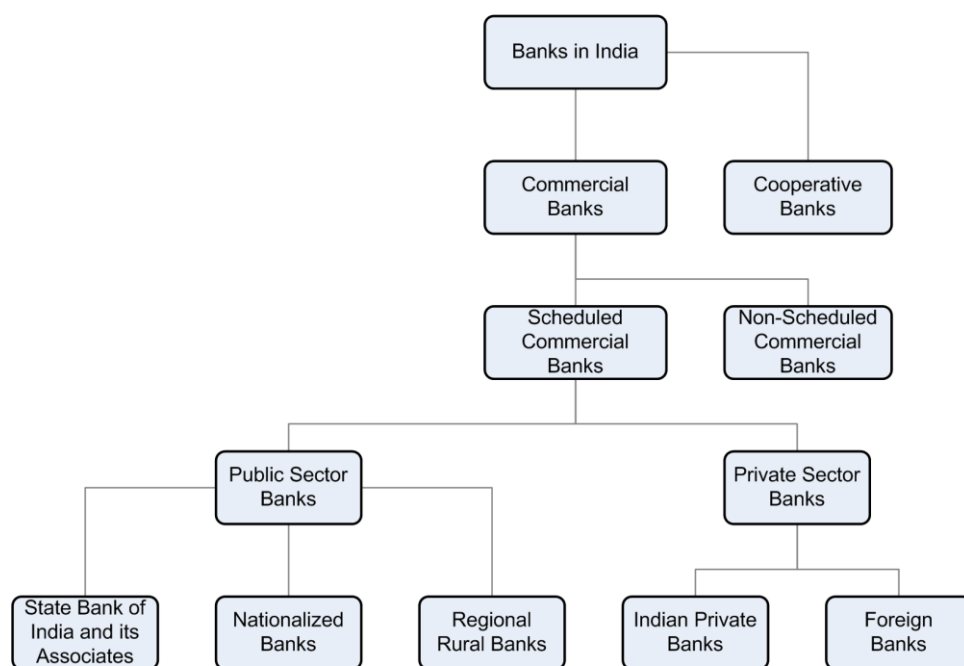 Banks in India
Commercial
Banks
Cooperative
Banks
Scheduled
Commercial
Banks
Non-Scheduled
Commercial
Banks
Public Sector
Banks
Private Sector
Banks
State Bank of
India and its
Associates
Nationalized
Banks
Regional
Rural Banks
Indian Private
Banks
Foreign
Banks